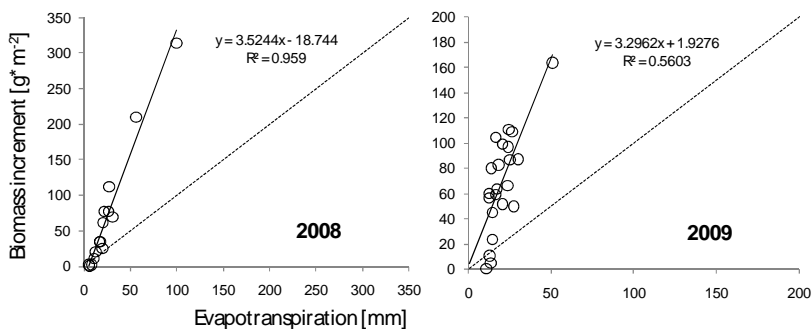 Biomass increment [g* m-2]
350
300
250
200
150
100
50
0
y = 3.5244x - 18.744
R² = 0.959
2008
0 50 100 150 200 250 300 350
200
180
160
140
120
100
80
60
40
20
0
y = 3.2962x + 1.9276
R² = 0.5603
2009
0 50 100 150 200
Evapotranspiration [mm]